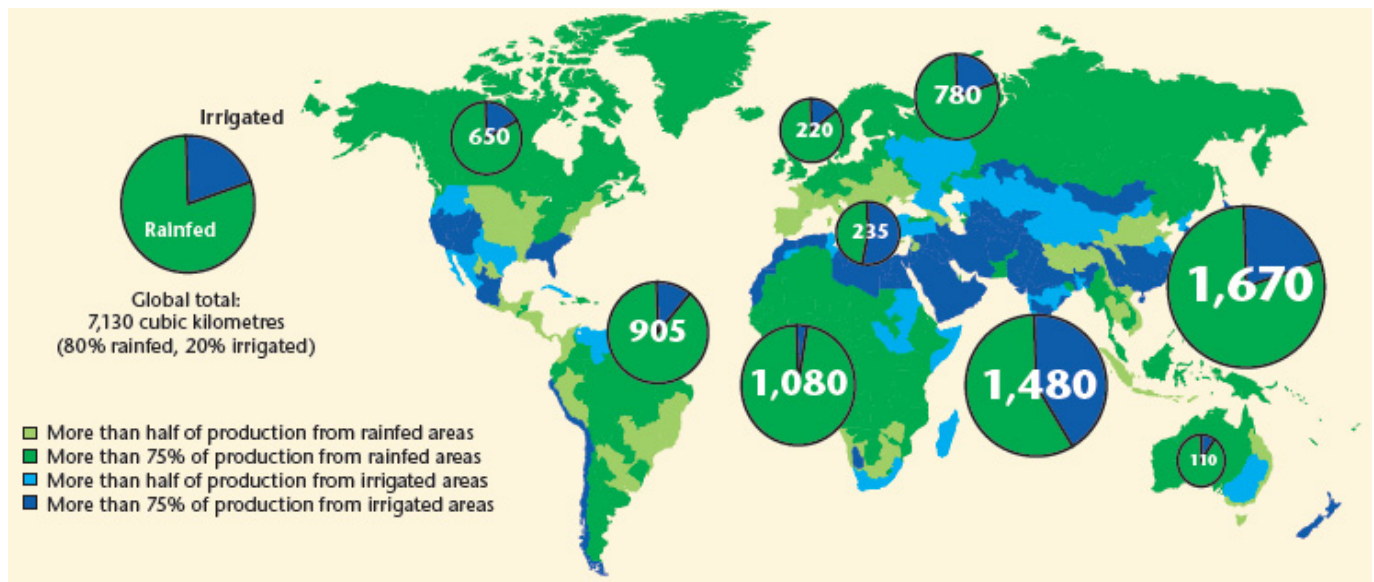 Irrigated
Rainfed
Global total:
7,130 cubic kilometres
(80% rainfed, 20% irrigated)
650
220
780
235
1,670
905
1,080
1,480
110
More than half of production from rainfed areas
More than 75% of production from rainfed areas
More than half of production from irrigated areas
More than 75% of production from irrigated areas